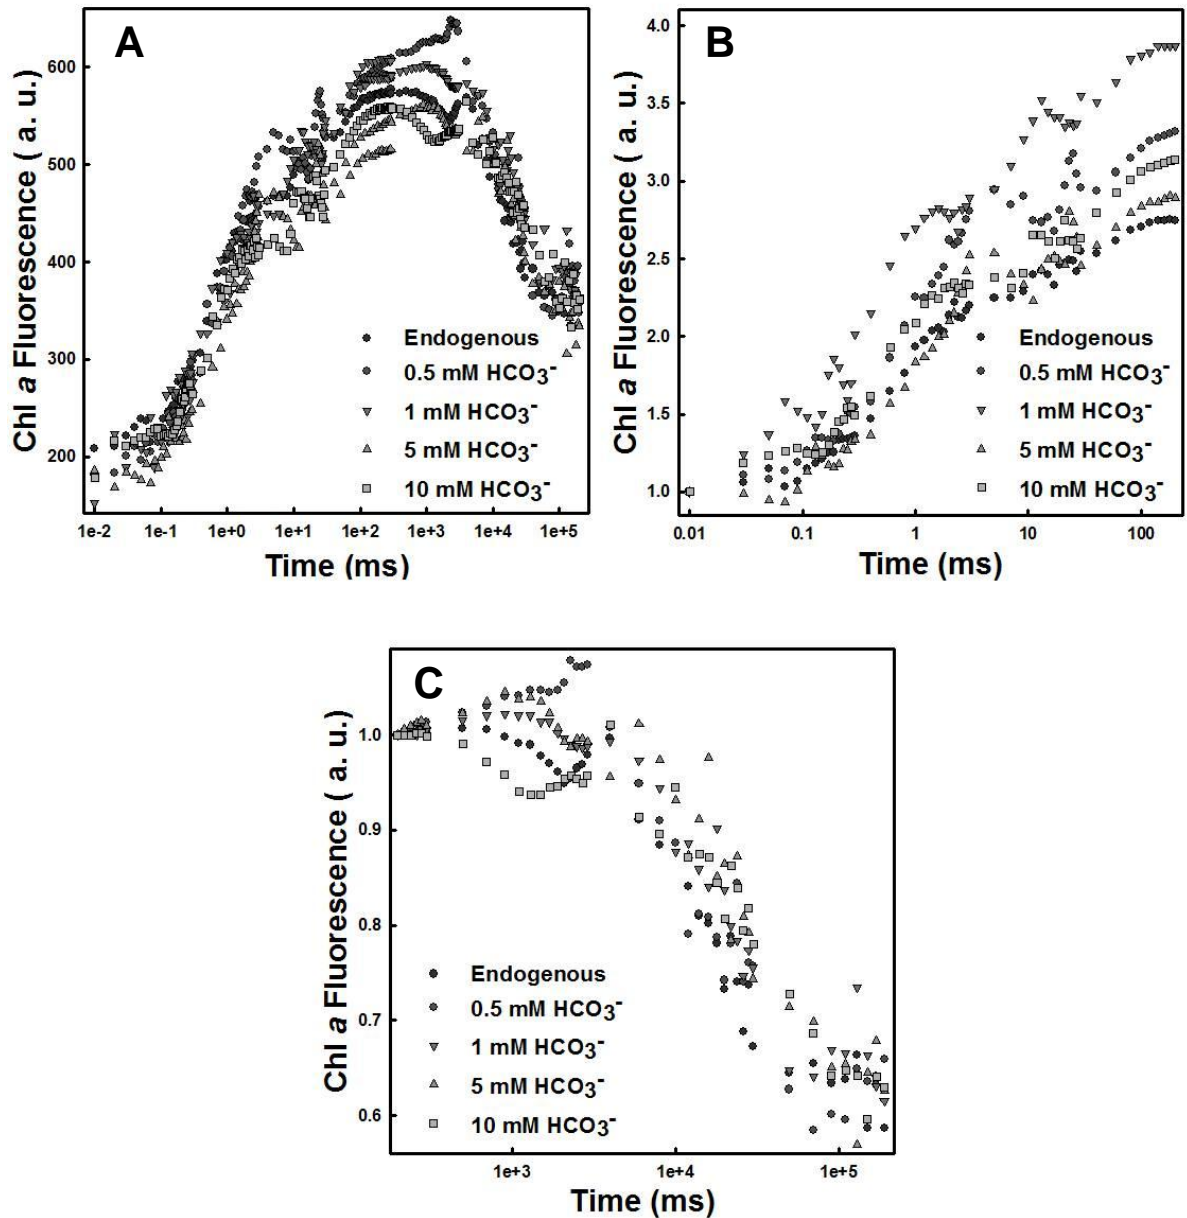 A
Chl a Fluorescence ( a. u.)
600
500
400
300
200
Endogenous
0.5 mM HCO3-
1 mM HCO3-
5 mM HCO3-
10 mM HCO3-
1e-2 1e-1 1e+0 1e+1 1e+2 1e+3 1e+4 1e+5
Time (ms)
B
Chl a Fluorescence ( a. u.)
4.0
3.5
3.0
2.5
2.0
1.5
1.0
Endogenous
0.5 mM HCO3-
1 mM HCO3-
5 mM HCO3-
10 mM HCO3-
0.01 0.1 1 10 100
Time (ms)
C
Chl a Fluorescence ( a. u.)
1.0
0.9
0.8
0.7
0.6
Endogenous
0.5 mM HCO3-
1 mM HCO3-
5 mM HCO3-
10 mM HCO3-
1e+3 1e+4 1e+5
Time (ms)